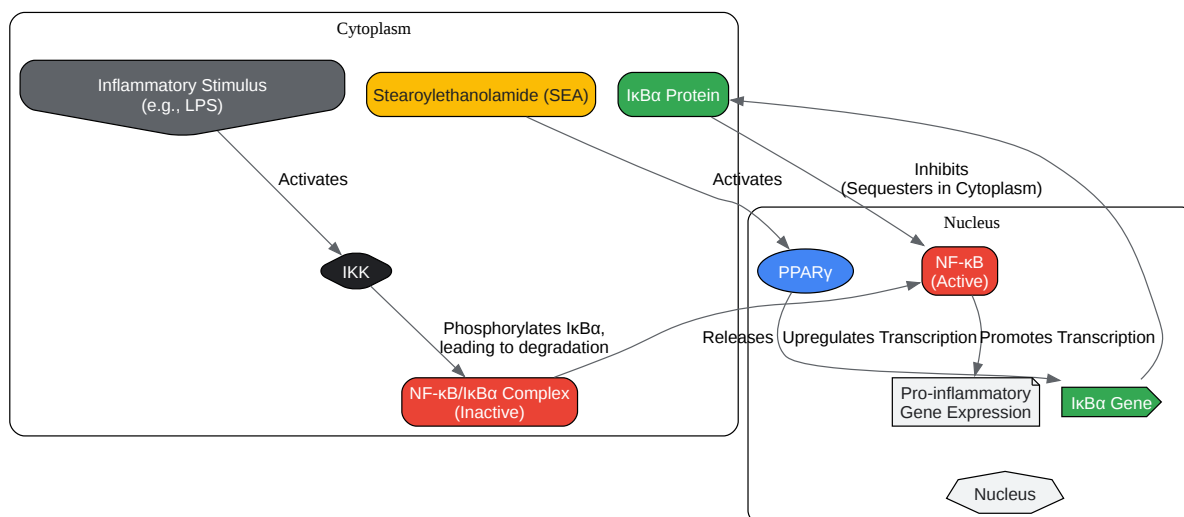 Cytoplasm
Inflammatory Stimulus
(e.g., LPS)
Stearoylethanolamide (SEA)
IκBα Protein
Activates
Activates
Inhibits
(Sequesters in Cytoplasm)
Nucleus
IKK
PPARγ
NF-κB
(Active)
Phosphorylates IκBα,
leading to degradation
Releases
Upregulates Transcription
Promotes Transcription
NF-κB/IκBα Complex
(Inactive)
Pro-inflammatory
Gene Expression
IκBα Gene
Nucleus